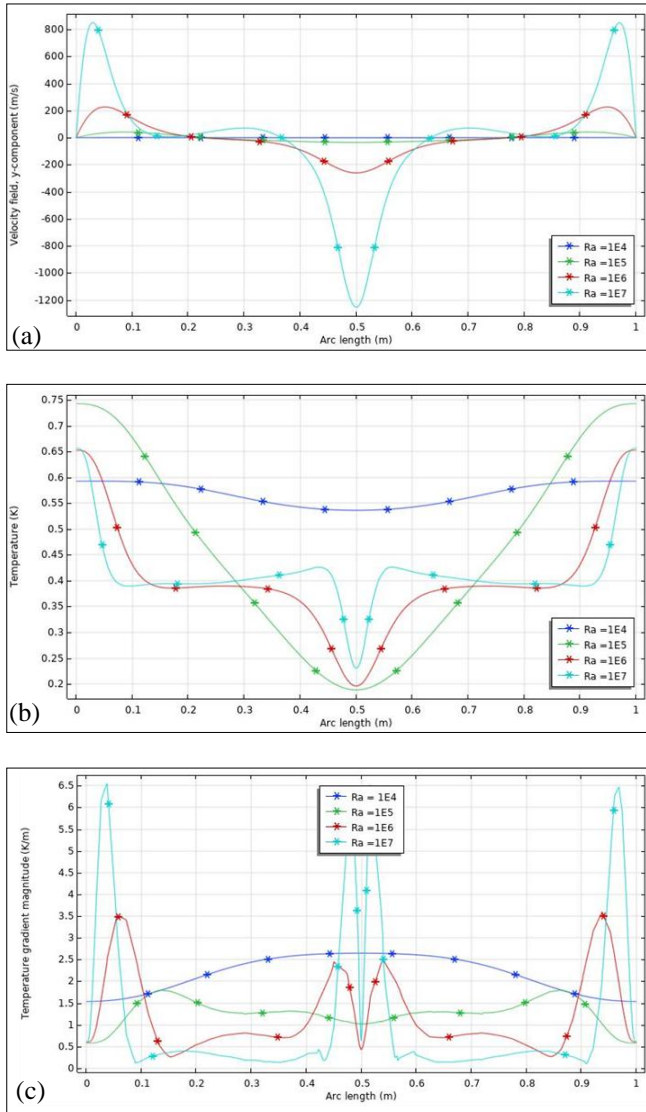 800
600
400
200
0
-200
-400
-600
-800
-1000
-1200
Velocity field, y-component (m/s)
Ra =1E4
Ra =1E5
Ra =1E6
Ra =1E7
0 0.1 0.2 0.3 0.4 0.5 0.6 0.7 0.8 0.9 1
Arc length (m)
(a)
0.75
0.7
0.65
0.6
0.55
0.5
0.45
0.4
0.35
0.3
0.25
0.2
Temperature (K)
Ra =1E4
Ra =1E5
Ra =1E6
Ra =1E7
0 0.1 0.2 0.3 0.4 0.5 0.6 0.7 0.8 0.9 1
Arc length (m)
(b)
6.5
6
5.5
5
4.5
4
3.5
3
2.5
2
1.5
1
0.5
0
Temperature gradient magnitude (K/m)
Ra = 1E4
Ra =1E5
Ra =1E6
Ra =1E7
0 0.1 0.2 0.3 0.4 0.5 0.6 0.7 0.8 0.9 1
Arc length (m)
(c)